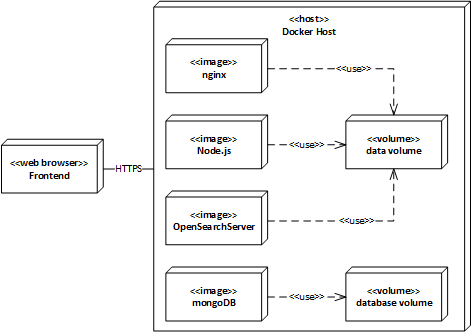 <<host>>
Docker Host
<<image>>
nginx
<<use>>
<<image>>
Node.js
<<use>>
<<volume>>
data volume
<<web browser>>
Frontend
HTTPS
<<image>>
OpenSearchServer
<<use>>
<<image>>
mongoDB
<<use>>
<<volume>>
database volume